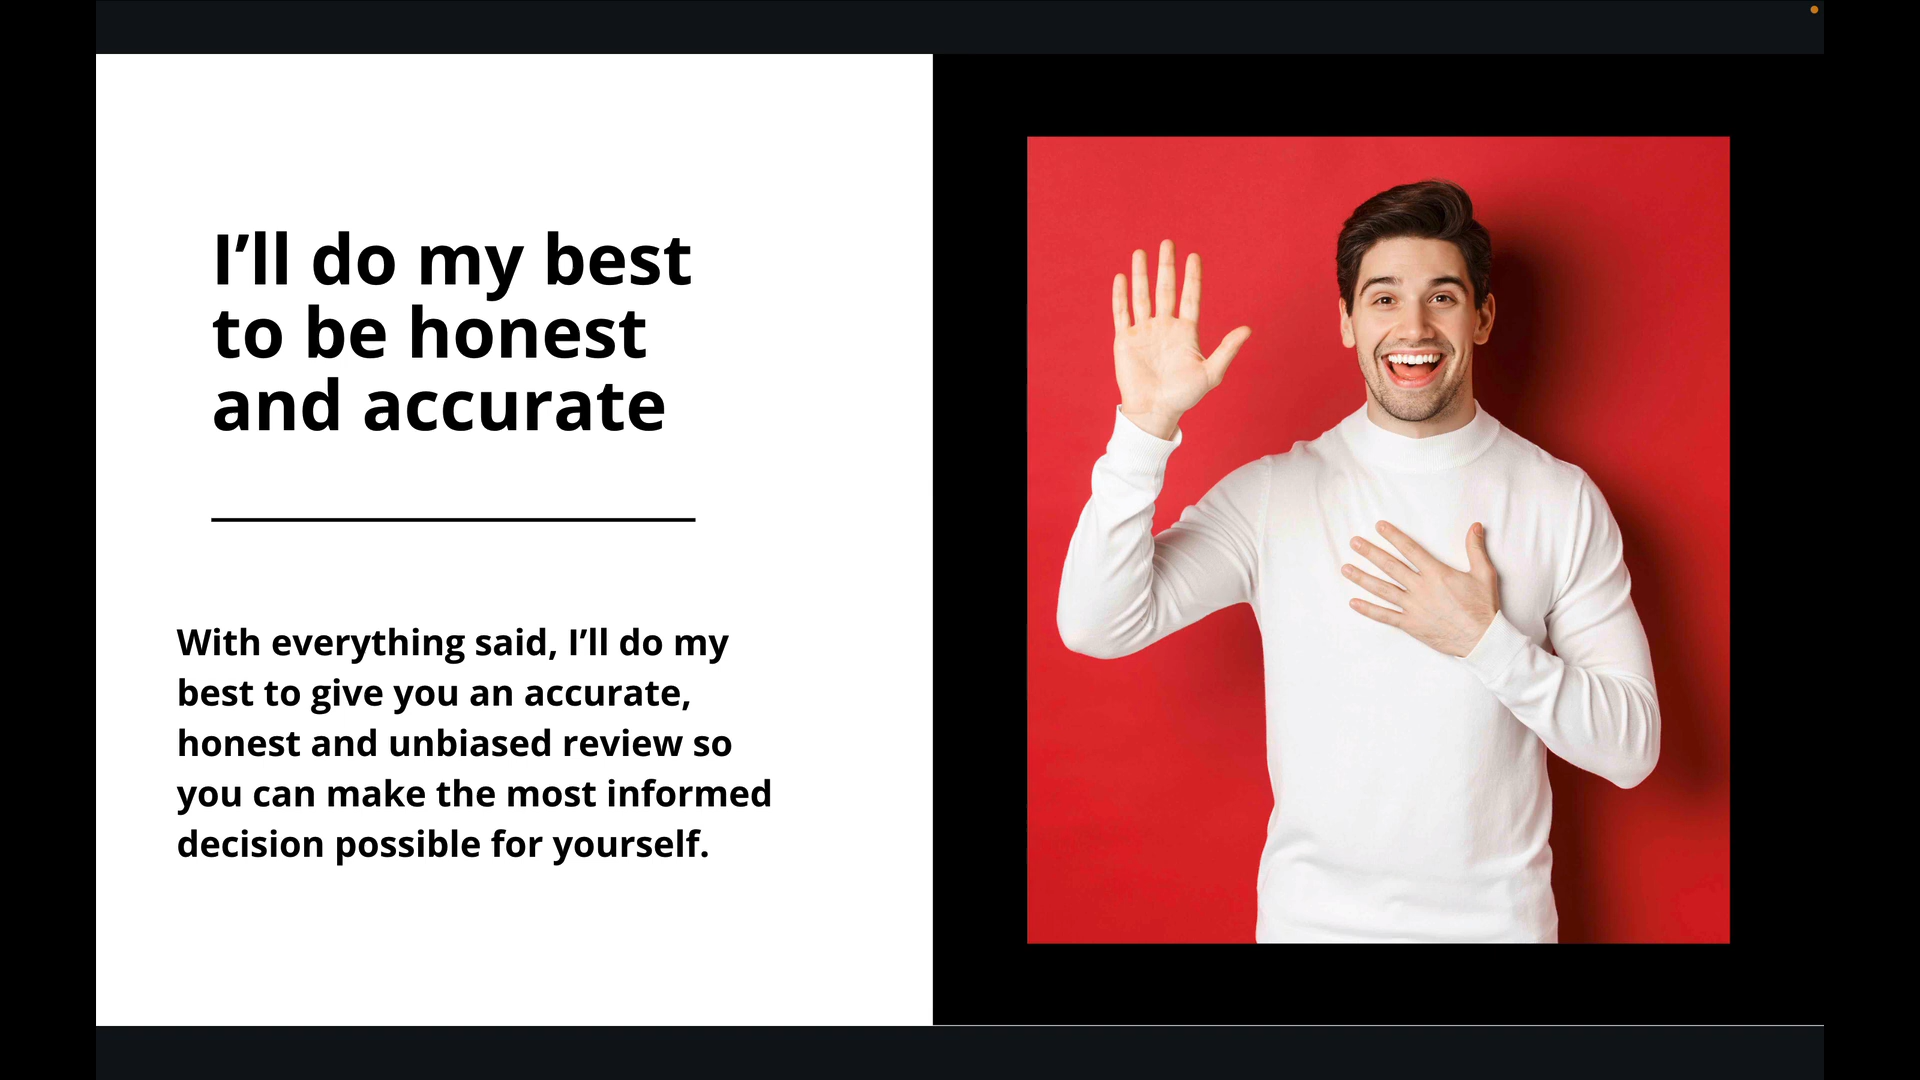 I’ll do my best
to be honest
and accurate
With everything said, I’ll do my
best to give you an accurate,
honest and unbiased review so
you can make the most informed
decision possible for yourself.